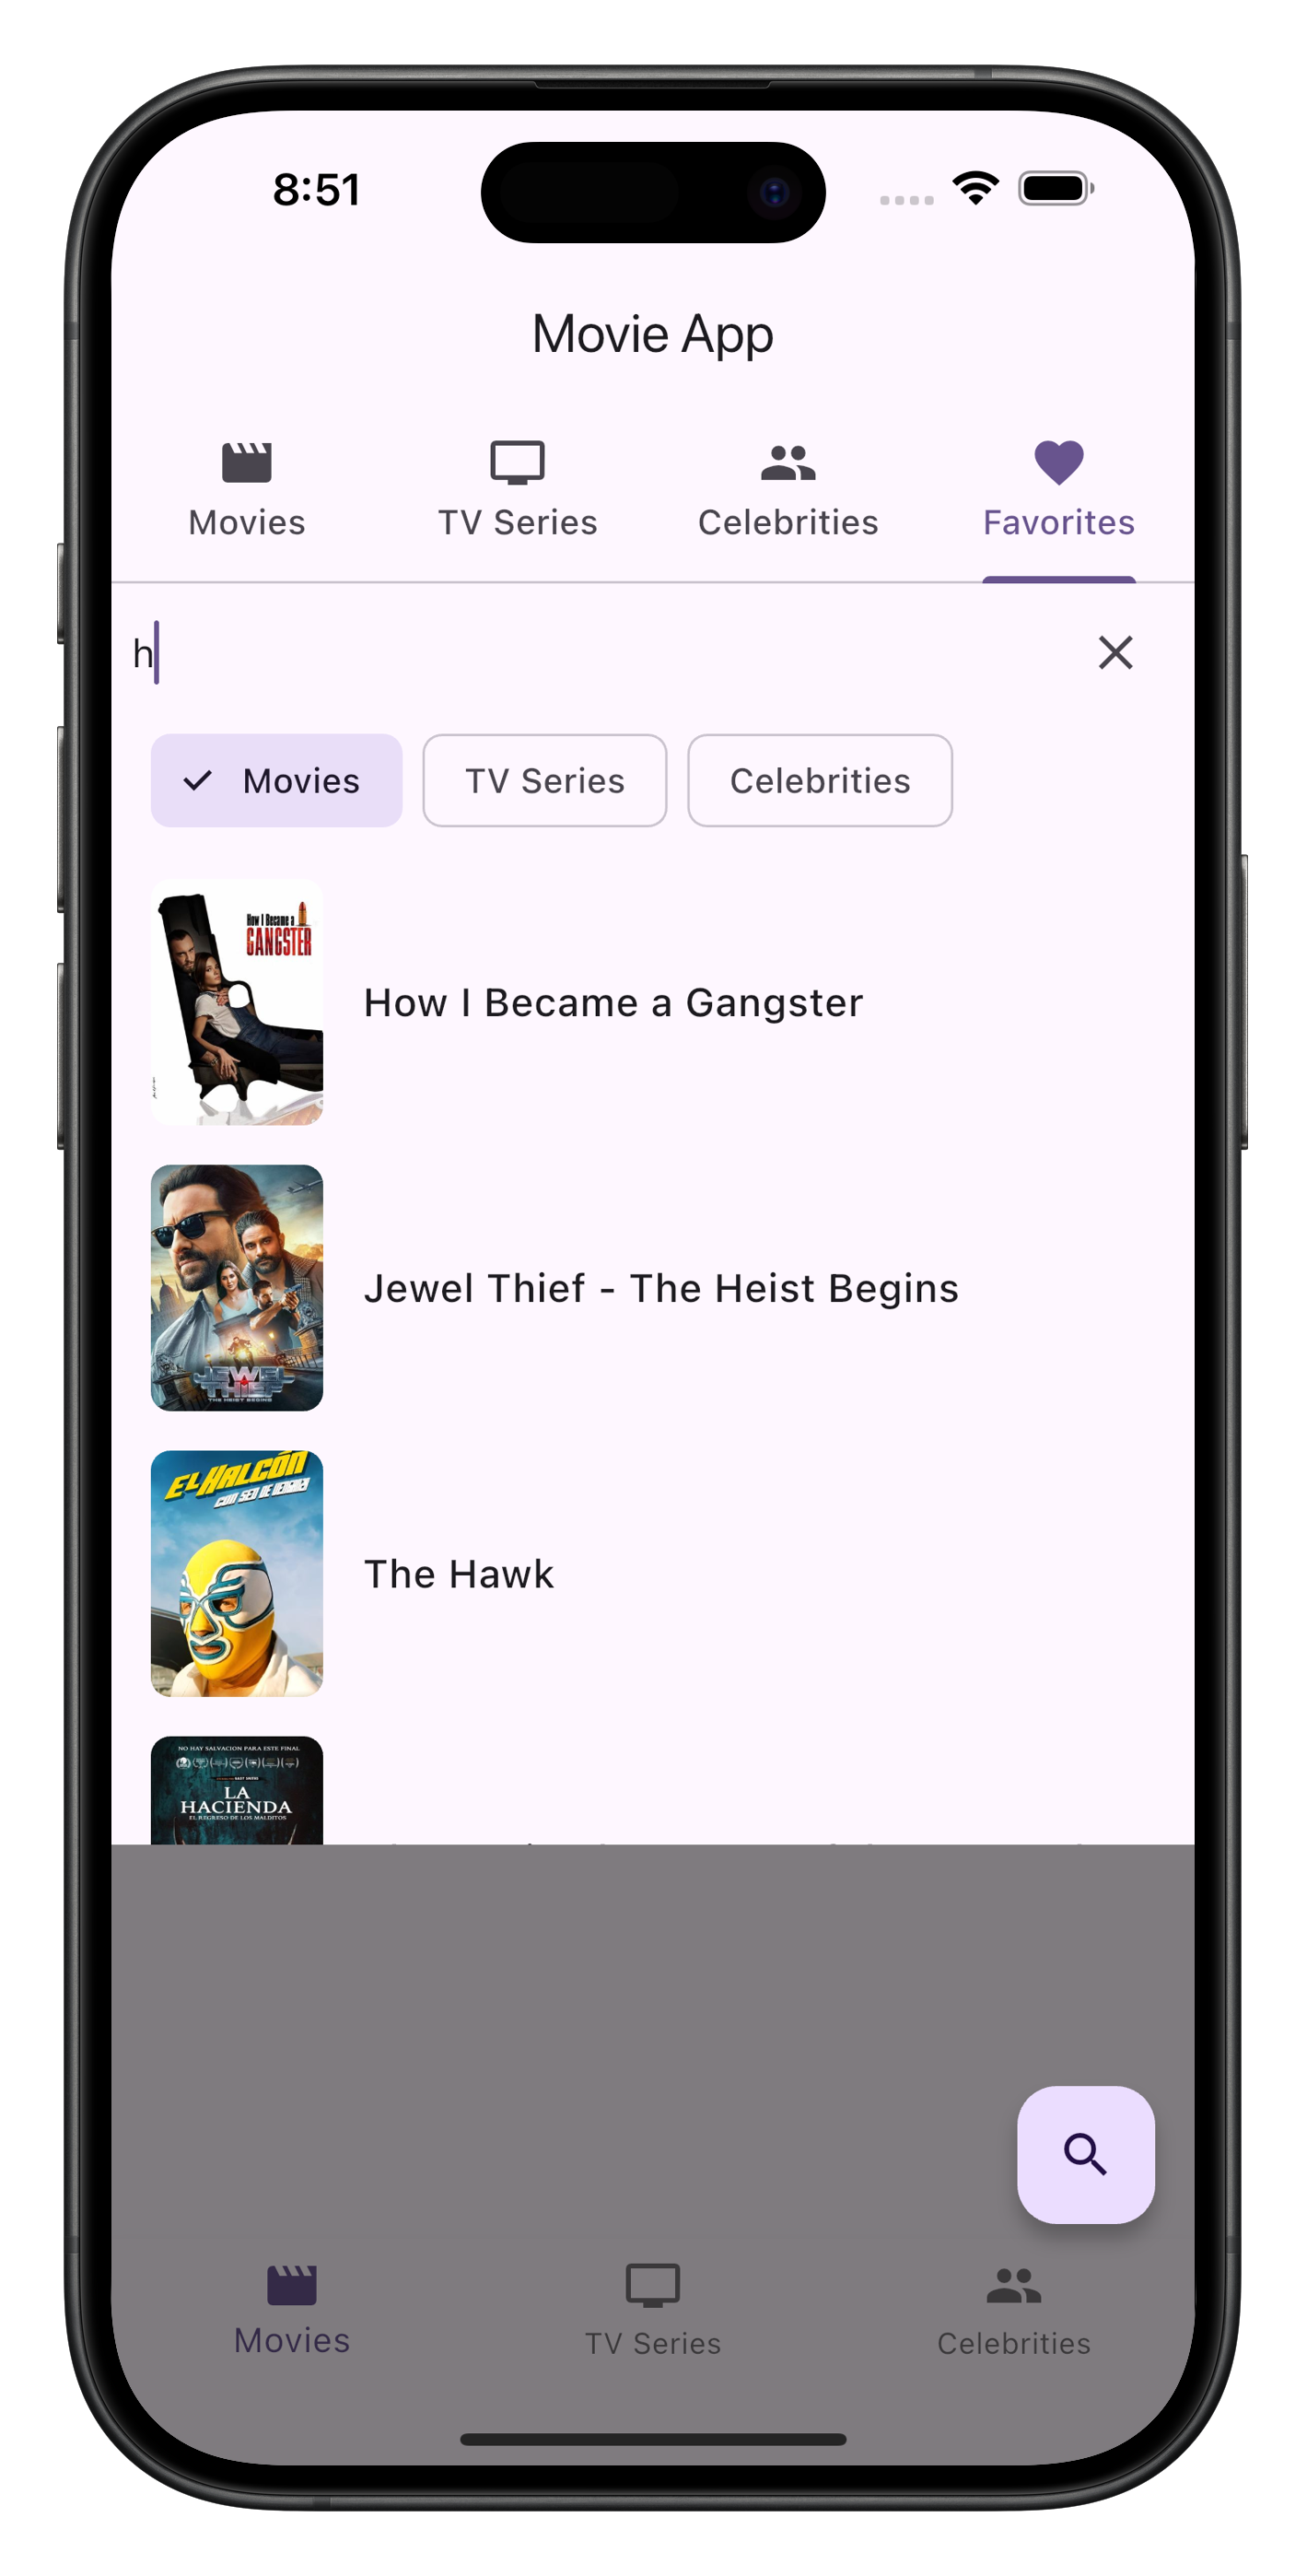 8:51
Movie App
Movies
TV Series
Celebrities
Favorites
h
Movies
TV Series
Celebrities
How I Became a
GANGSTER
How I Became a Gangster
JEWEL
THIEF
THE HEIST BEGINS
Jewel Thief - The Heist Begins
EL HALCÓN
CON SED DE VENGANZA
The Hawk
NO HAY SALVACION PARA ESTE FINAL
LA
HACIENDA
EL REGRESO DE LOS MALDITOS
Movies
TV Series
Celebrities